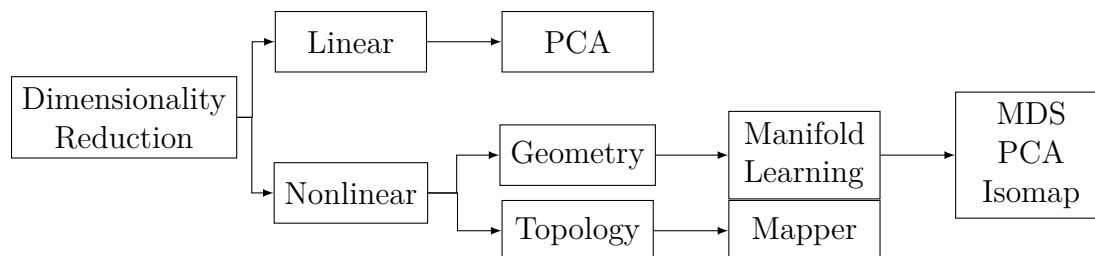 Linear
PCA
Dimensionality
Reduction
Nonlinear
Geometry
Manifold
Learning
MDS
PCA
Isomap
Topology
Mapper